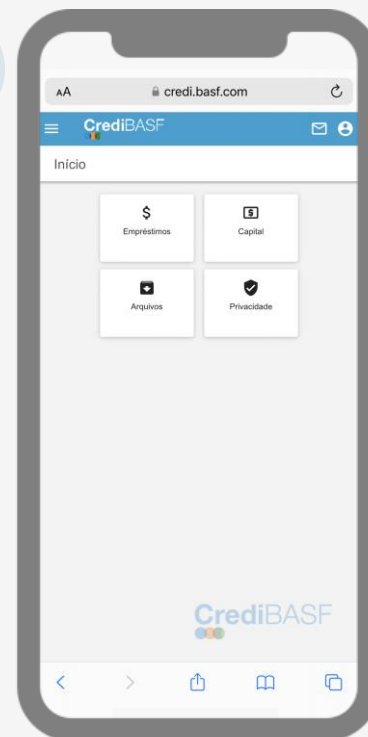 AA credi.basf.com
CrediBASF
Início
$
Empréstimos
$
Capital
Arquivos
Privacidade
CrediBASF